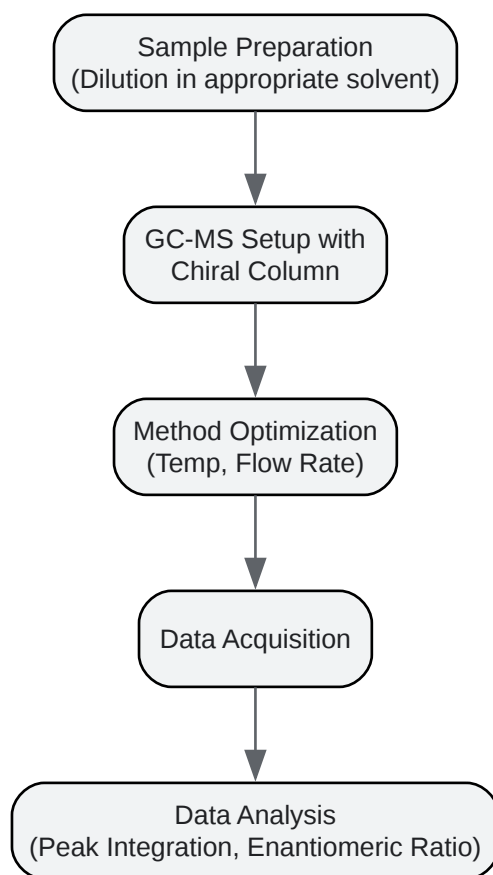 Sample Preparation
(Dilution in appropriate solvent)
GC-MS Setup with
Chiral Column
Method Optimization
(Temp, Flow Rate)
Data Acquisition
Data Analysis
(Peak Integration, Enantiomeric Ratio)